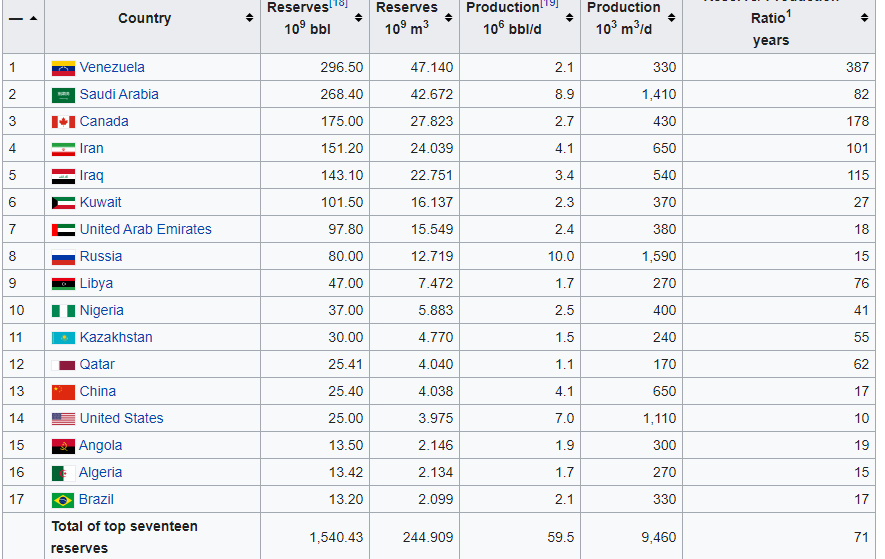 — Country Reserves[18] 10⁹ bbl Reserves 10⁹ m³ Production[19] 10⁶ bbl/d Production 10³ m³/d Ratio¹ years
1 Venezuela 296.50 47.140 2.1 330 387
2 Saudi Arabia 268.40 42.672 8.9 1,410 82
3 Canada 175.00 27.823 2.7 430 178
4 Iran 151.20 24.039 4.1 650 101
5 Iraq 143.10 22.751 3.4 540 115
6 Kuwait 101.50 16.137 2.3 370 27
7 United Arab Emirates 97.80 15.549 2.4 380 18
8 Russia 80.00 12.719 10.0 1,590 15
9 Libya 47.00 7.472 1.7 270 76
10 Nigeria 37.00 5.883 2.5 400 41
11 Kazakhstan 30.00 4.770 1.5 240 55
12 Qatar 25.41 4.040 1.1 170 62
13 China 25.40 4.038 4.1 650 17
14 United States 25.00 3.975 7.0 1,110 10
15 Angola 13.50 2.146 1.9 300 19
16 Algeria 13.42 2.134 1.7 270 15
17 Brazil 13.20 2.099 2.1 330 17
Total of top seventeen reserves 1,540.43 244.909 59.5 9,460 71